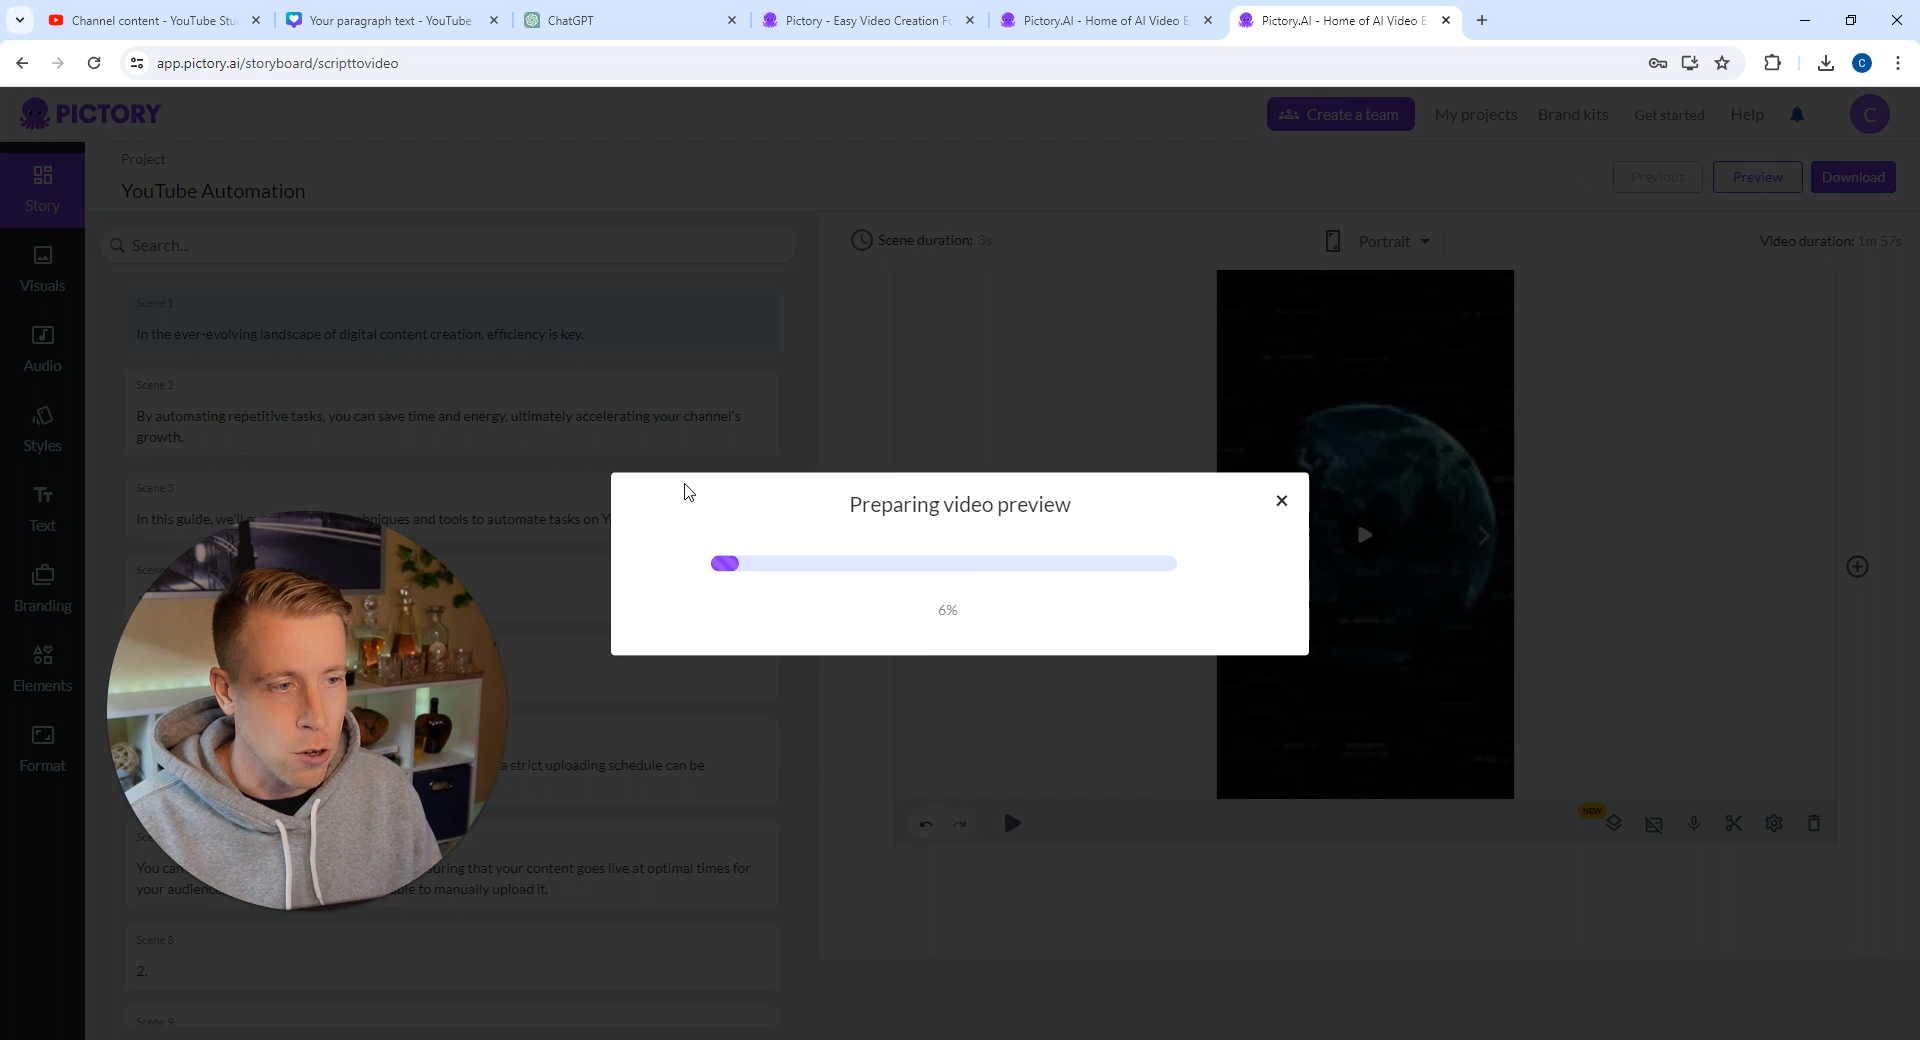 Channel content - YouTube Stu
Your paragraph text - YouTube
ChatGPT
Pictory - Easy Video Creation Fo
Pictory.AI - Home of AI Video E
Pictory.AI - Home of AI Video E
app.pictory.ai/storyboard/scripttovideo
C
PICTORY
Create a team
My projects
Brand kits
Get started
Help
C
Project
YouTube Automation
Previous
Preview
Download
Story
Visuals
Audio
Styles
Text
Branding
Elements
Format
Search...
Scene duration: 3s
Portrait
Video duration: 1m 57s
Scene 1
In the ever-evolving landscape of digital content creation, efficiency is key.
Scene 2
By automating repetitive tasks, you can save time and energy, ultimately accelerating your channel's
growth.
Scene 3
In this guide, we'll techniques and tools to automate tasks on
Scene
Preparing video preview
6%
a strict uploading schedule can be
You can ensuring that your content goes live at optimal times for
your audience to manually upload it.
Scene 8
2.
Scene 9
NEW